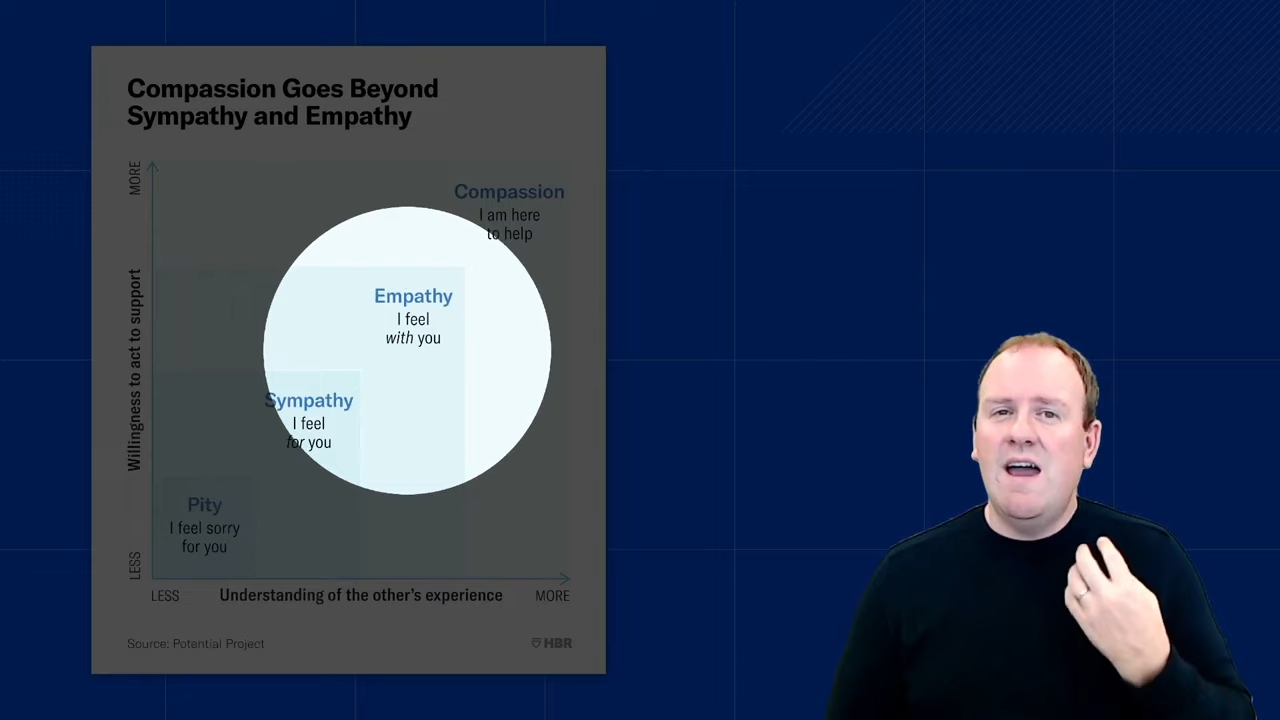 Compassion Goes Beyond
Sympathy and Empathy
MORE
Compassion
I am here
to help
Empathy
I feel
with you
Willingness to act to support
Sympathy
I feel
for you
Pity
I feel sorry
for you
LESS
LESS
Understanding of the other's experience
MORE
Source: Potential Project
HBR